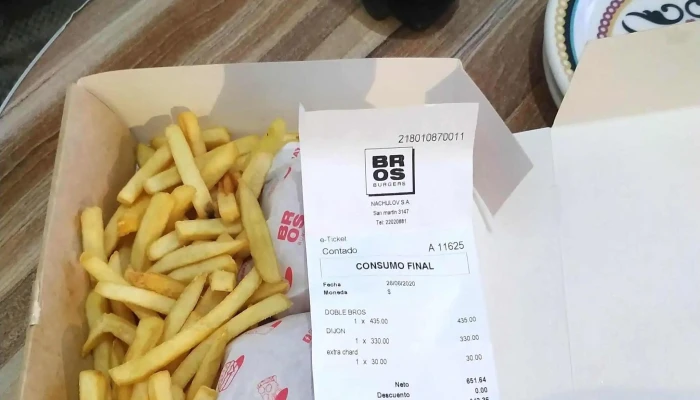 218010870011
BR
OS
BURGERS
NACHULOV S.A.
San martin 3147
Tel: 22020881
e-Ticket
Contado A 11625
CONSUMO FINAL
Fecha 26/08/2020
Moneda $
DOBLE BROS
1 x 435.00 435.00
DIJON
1 x 330.00 330.00
extra chard
1 x 30.00 30.00
Neto 651.64
Descuento 0.00
BR
OS